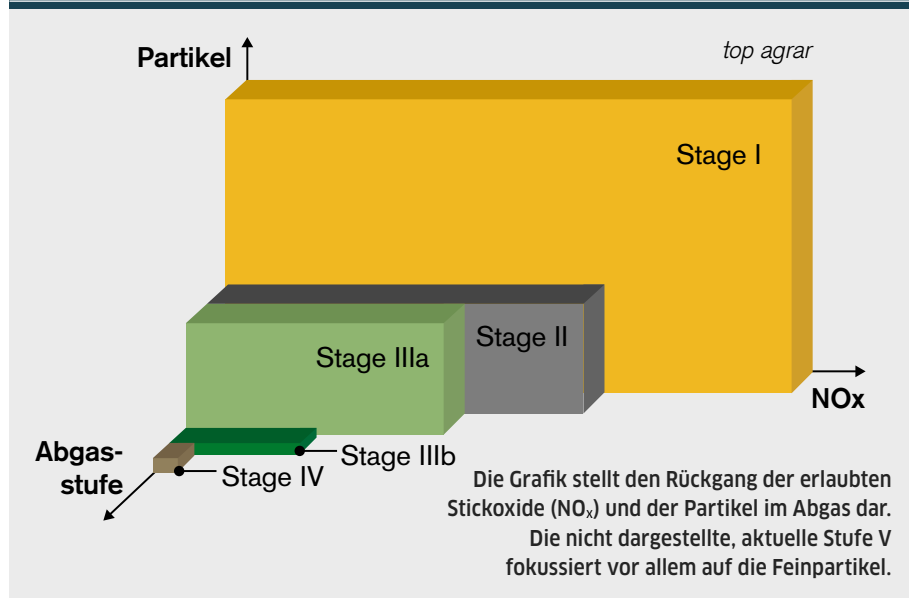 Partikel
top agrar
Stage I
Stage II
Stage IIIa
NOx
Abgas-
stufe
Stage IV
Stage IIIb
Die Grafik stellt den Rückgang der erlaubten
Stickoxide (NOₓ) und der Partikel im Abgas dar.
Die nicht dargestellte, aktuelle Stufe V
fokussiert vor allem auf die Feinpartikel.